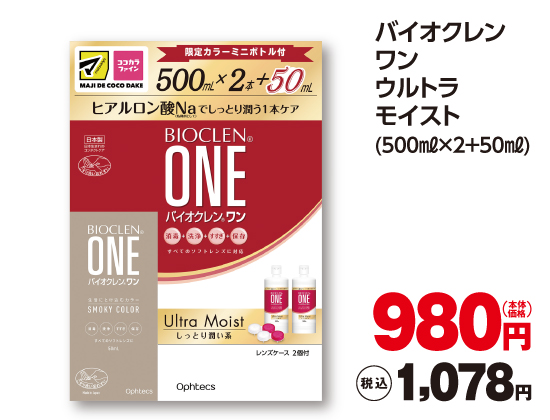 限定カラーミニボトル付
ココカラ
ファイン
MAJI DE COCO DAKE
500mL×2本+50mL
ヒアルロン酸Naでしっとり潤う1本ケア
日本製
BIOCLEN®
ONE
バイオクレン®ワン
消毒+洗浄+すすぎ+保存
すべてのソフトレンズに対応
BIOCLEN®
ONE
バイオクレン®ワン
SMOKY COLOR
Ultra Moist
しっとり潤い系
レンズケース 2個付
Ophtecs
Ophtecs
バイオクレン
ワン
ウルトラ
モイスト
(500㎖×2+50㎖)
980円(本体価格)
税込1,078円